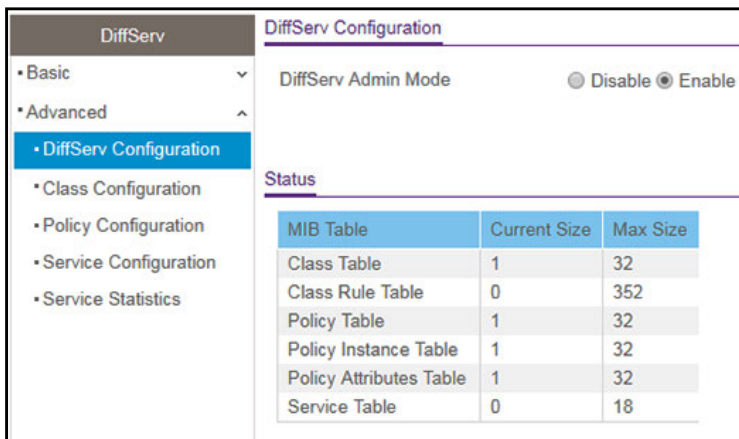 DiffServ
Basic
Advanced
DiffServ Configuration
Class Configuration
Policy Configuration
Service Configuration
Service Statistics
DiffServ Configuration
DiffServ Admin Mode Disable Enable
Status
MIB Table Current Size Max Size
Class Table 1 32
Class Rule Table 0 352
Policy Table 1 32
Policy Instance Table 1 32
Policy Attributes Table 1 32
Service Table 0 18